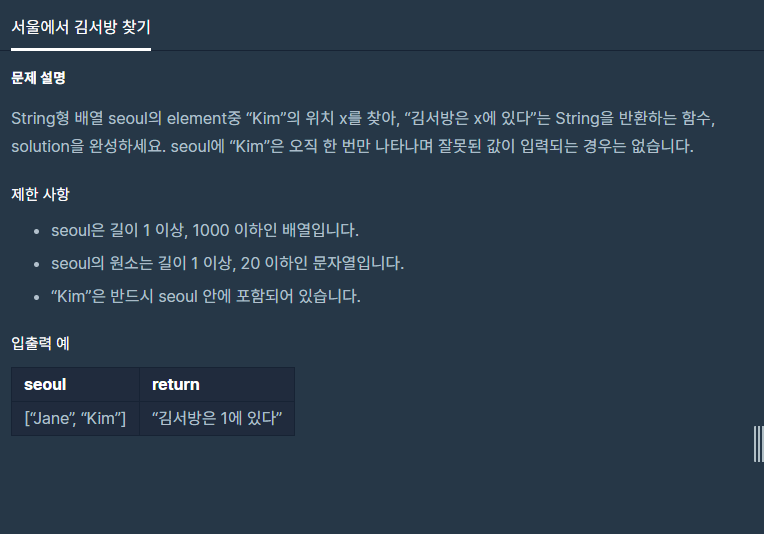 서울에서 김서방 찾기
문제 설명
String형 배열 seoul의 element중 “Kim”의 위치 x를 찾아, “김서방은 x에 있다”는 String을 반환하는 함수,
solution을 완성하세요. seoul에 “Kim”은 오직 한 번만 나타나며 잘못된 값이 입력되는 경우는 없습니다.
제한 사항
• seoul은 길이 1 이상, 1000 이하인 배열입니다.
• seoul의 원소는 길이 1 이상, 20 이하인 문자열입니다.
• “Kim”은 반드시 seoul 안에 포함되어 있습니다.
입출력 예
seoul return
[“Jane”, “Kim”] “김서방은 1에 있다”